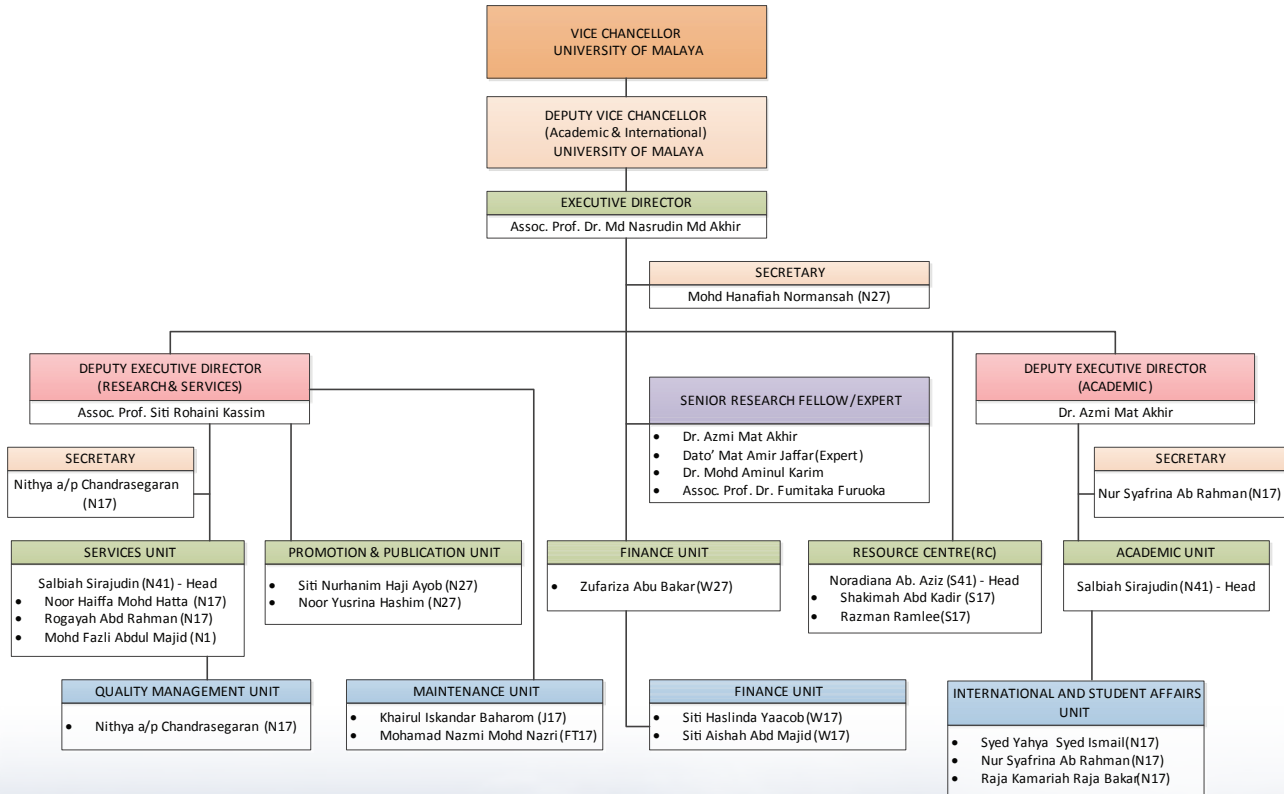 VICE CHANCELLOR
UNIVERSITY OF MALAYA
DEPUTY VICE CHANCELLOR
(Academic & International)
UNIVERSITY OF MALAYA
EXECUTIVE DIRECTOR
Assoc. Prof. Dr. Md Nasrudin Md Akhir
SECRETARY
Mohd Hanafiah Normansah (N27)
DEPUTY EXECUTIVE DIRECTOR
(RESEARCH & SERVICES)
Assoc. Prof. Siti Rohaini Kassim
SECRETARY
Nithya a/p Chandrasegaran
(N17)
SENIOR RESEARCH FELLOW/EXPERT
• Dr. Azmi Mat Akhir
• Dato' Mat Amir Jaffar (Expert)
• Dr. Mohd Aminul Karim
• Assoc. Prof. Dr. Fumitaka Furuoka
DEPUTY EXECUTIVE DIRECTOR
(ACADEMIC )
Dr. Azmi Mat Akhir
SECRETARY
Nur Syafrina Ab Rahman (N17)
SERVICES UNIT
Salbiah Sirajudin (N41) - Head
• Noor Haiffa Mohd Hatta (N17)
• Rogayah Abd Rahman (N17)
• Mohd Fazli Abdul Majid (N1)
PROMOTION & PUBLICATION UNIT
• Siti Nurhanim Haji Ayob (N27)
• Noor Yusrina Hashim (N27)
FINANCE UNIT
• Zufariza Abu Bakar (W27)
RESOURCE CENTRE (RC)
Noradiana Ab. Aziz (S41) - Head
• Shakimah Abd Kadir (S17)
• Razman Ramlee (S17)
ACADEMIC UNIT
Salbiah Sirajudin (N41) - Head
QUALITY MANAGEMENT UNIT
• Nithya a/p Chandrasegaran (N17)
MAINTENANCE UNIT
• Khairul Iskandar Baharom (J17)
• Mohamad Nazmi Mohd Nazri (FT17)
FINANCE UNIT
• Siti Haslinda Yaacob (W17)
• Siti Aishah Abd Majid (W17)
INTERNATIONAL AND STUDENT AFFAIRS
UNIT
• Syed Yahya Syed Ismail (N17)
• Nur Syafrina Ab Rahman (N17)
• Raja Kamariah Raja Bakar (N17)